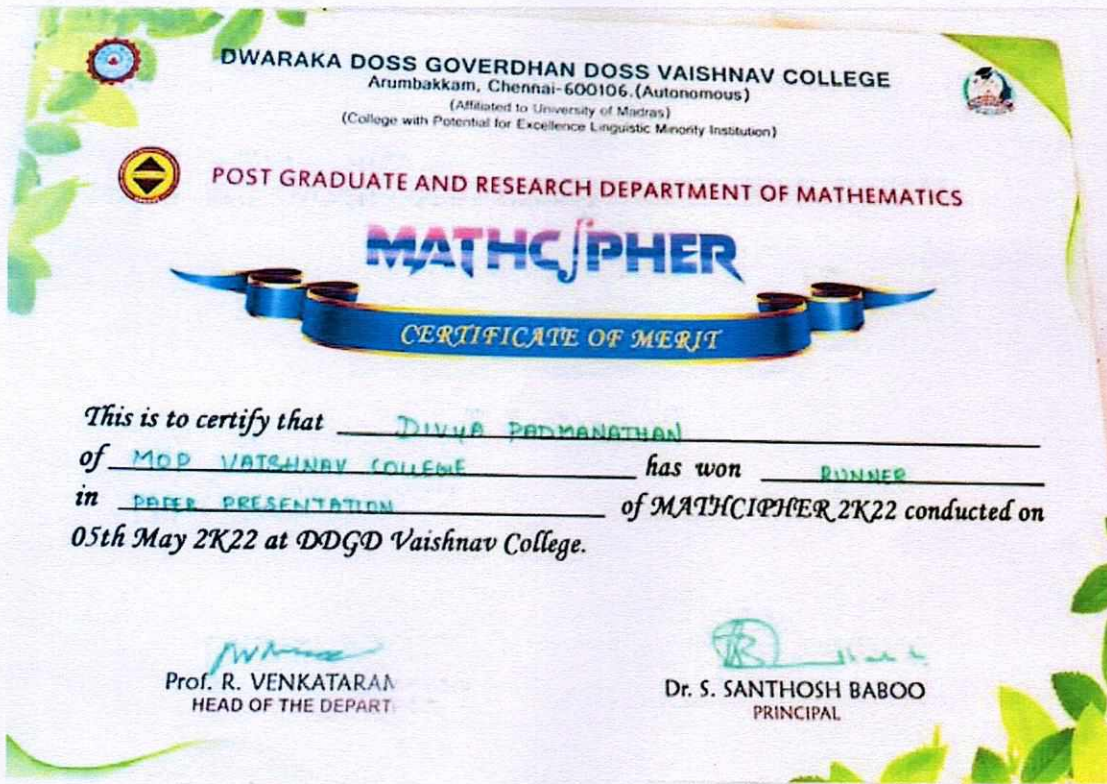 DWARAKA DOSS GOVERDHAN DOSS VAISHNAV COLLEGE
Arumbakkam, Chennai-600106.(Autonomous)
(Affiliated to University of Madras)
(College with Potential for Excellence Linguistic Minority Institution)
POST GRADUATE AND RESEARCH DEPARTMENT OF MATHEMATICS
MATHC∫PHER
CERTIFICATE OF MERIT
This is to certify that DIVYA PADMANATHAN
of MOP VAISHNAV COLLEGE has won RUNNER
in PAPER PRESENTATION of MATHCIPHER 2K22 conducted on
05th May 2K22 at DDGD Vaishnav College.
Prof. R. VENKATARAM
HEAD OF THE DEPART
Dr. S. SANTHOSH BABOO
PRINCIPAL